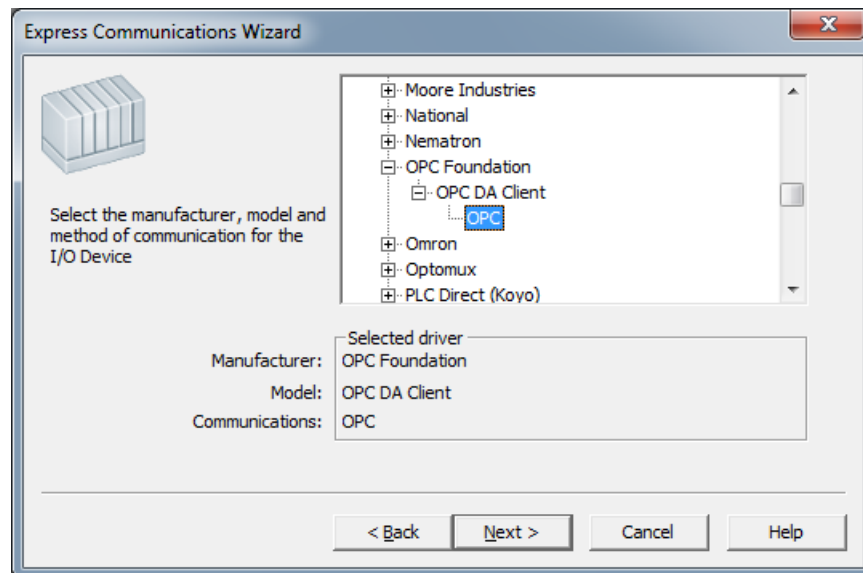 Express Communications Wizard
Moore Industries
National
Nematron
OPC Foundation
OPC DA Client
OPC
Omron
Optomux
PLC Direct (Koyo)
Select the manufacturer, model and
method of communication for the
I/O Device
Selected driver
Manufacturer: OPC Foundation
Model: OPC DA Client
Communications: OPC
< Back Next > Cancel Help